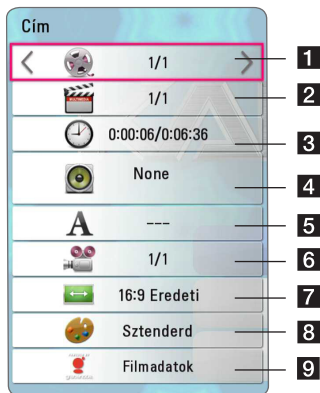 Cím
1/1 1
1/1 2
0:00:06/0:06:36 3
None 4
A --- 5
1/1 6
16:9 Eredeti 7
Sztenderd 8
Filmadatok 9